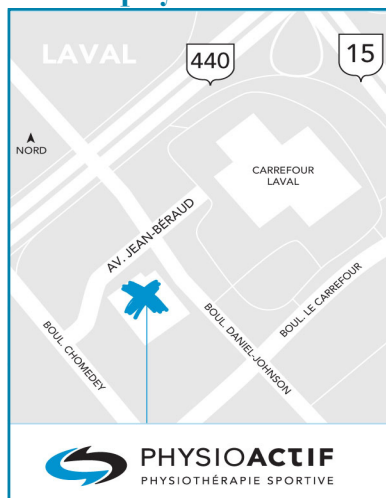 LAVAL
440
15
NORD
CARREFOUR
LAVAL
AV. JEAN-BÉRAUD
BOUL. CHOMEDEY
BOUL. DANIEL-JOHNSON
BOUL. LE CARREFOUR
PHYSIOACTIF
PHYSIOTHÉRAPIE SPORTIVE